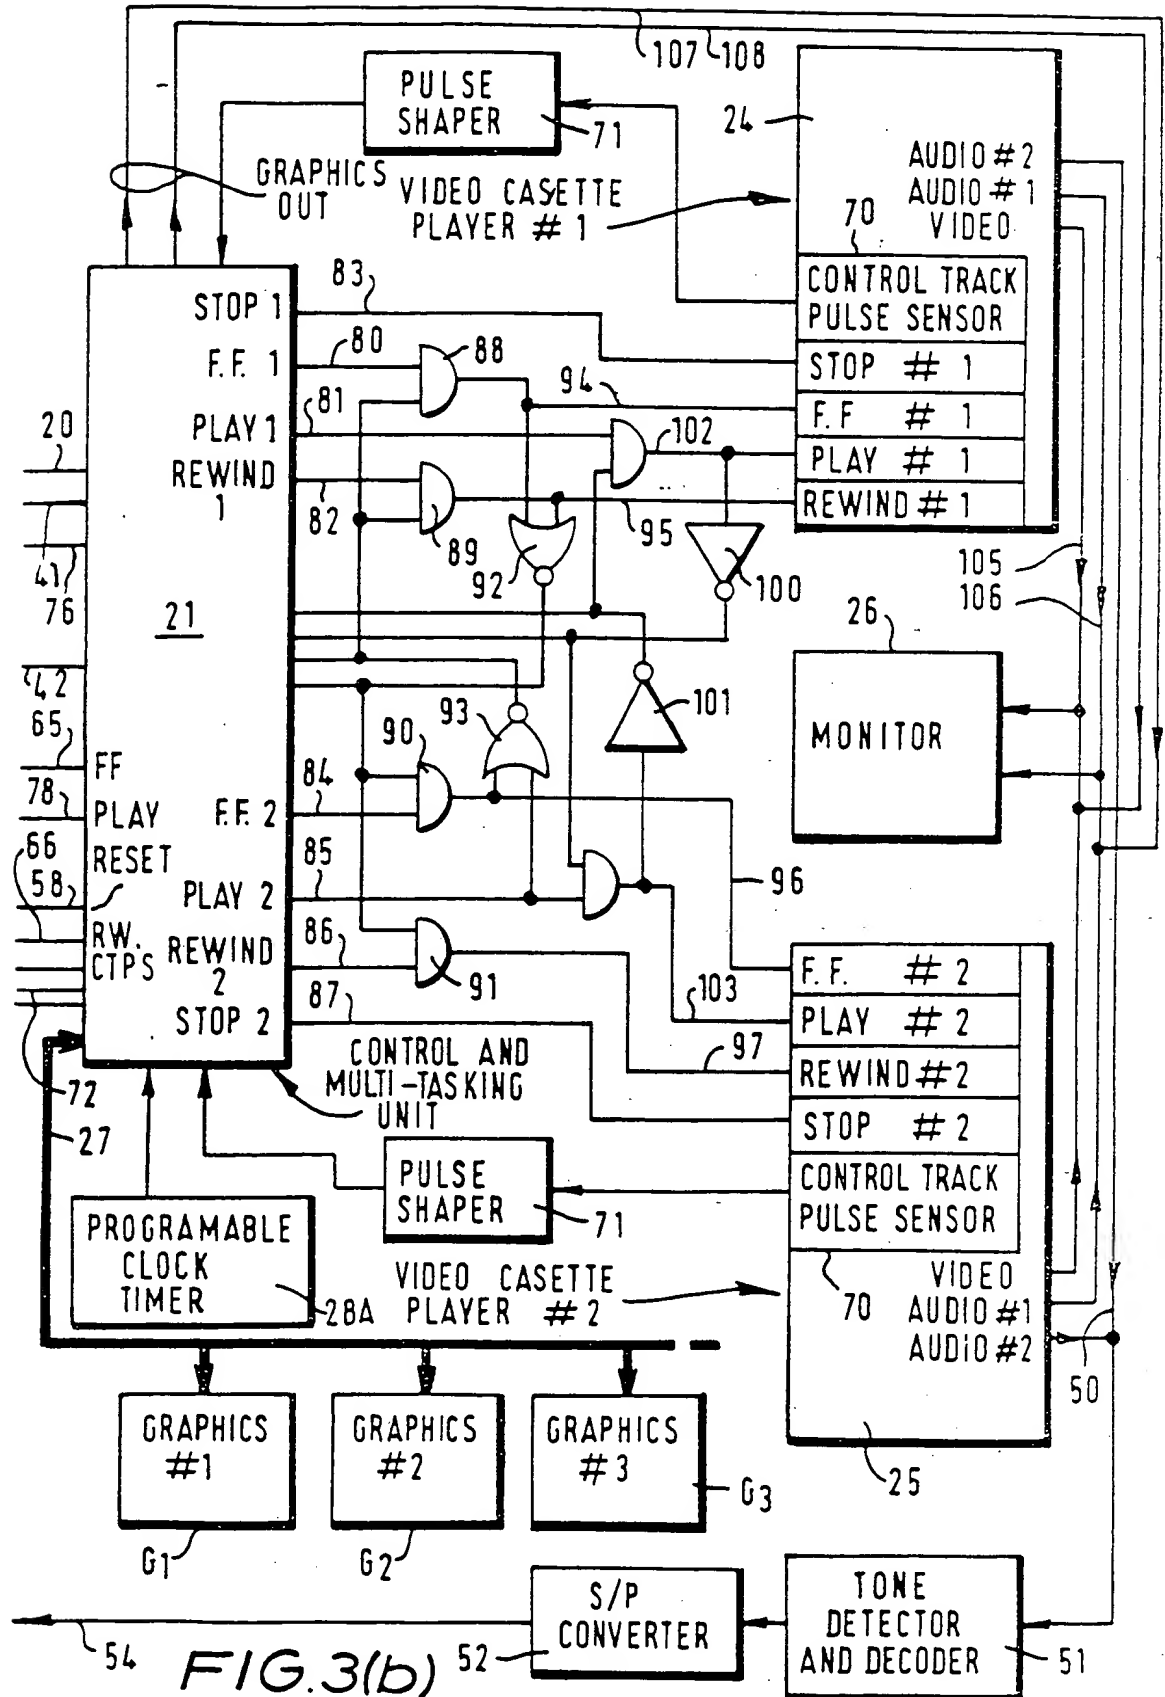 107 108
PULSE
SHAPER
71
24
AUDIO #2
AUDIO #1
VIDEO
GRAPHICS
OUT
VIDEO CASETTE
PLAYER #1
70
CONTROL TRACK
PULSE SENSOR
STOP # 1
F.F # 1
PLAY # 1
REWIND # 1
STOP 1
F.F. 1
PLAY 1
REWIND
1
83
80
88
81
94
102
82
89
92
95
100
20
41
76
21
42
65
FF
78
PLAY
66
RESET
58
RW.
CTPS
72
27
105
106
26
MONITOR
101
93
90
84
F.F. 2
85
PLAY 2
86
REWIND
2
91
87
STOP 2
96
103
97
F.F. #2
PLAY #2
REWIND #2
STOP #2
CONTROL TRACK
PULSE SENSOR
70
VIDEO
AUDIO #1
AUDIO #2
50
25
CONTROL AND
MULTI-TASKING
UNIT
PULSE
SHAPER
71
PROGRAMABLE
CLOCK
TIMER
28A
VIDEO CASETTE
PLAYER #2
GRAPHICS
#1
G1
GRAPHICS
#2
G2
GRAPHICS
#3
G3
S/P
CONVERTER
52
TONE
DETECTOR
AND DECODER
51
54
FIG.3(b)